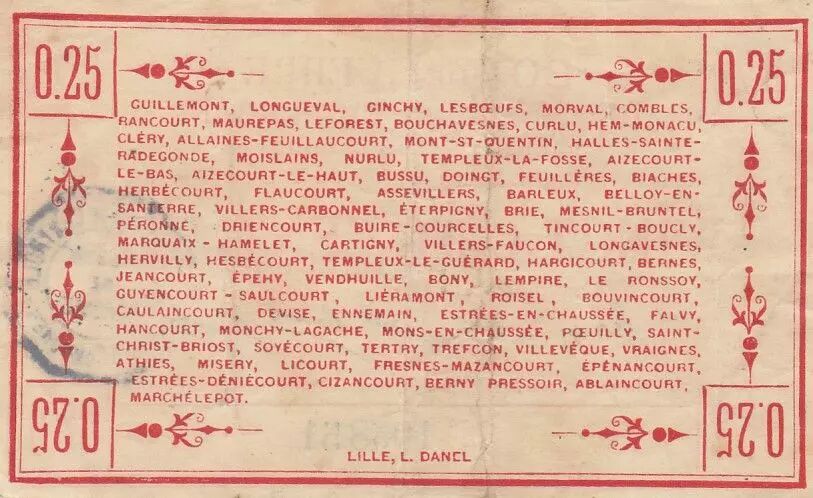 0.25 0.25
GUILLEMONT, LONGUEVAL, GINCHY, LESBŒUFS, MORVAL, COMBLES,
RANCOURT, MAUREPAS, LEFOREST, BOUCHAVESNES, CURLU, HEM-MONACU,
CLÉRY, ALLAINES-FEUILLAUCOURT, MONT-ST-QUENTIN, HALLES-SAINTE-
RADEGONDE, MOISLAINS, NURLU, TEMPLEUX-LA-FOSSE, AIZECOURT-
LE-BAS, AIZECOURT-LE-HAUT, BUSSU, DOINGT, FEUILLÈRES, BIACHES,
HERBÉCOURT, FLAUCOURT, ASSEVILLERS, BARLEUX, BELLOY-EN-
SANTERRE, VILLERS-CARBONNEL, ÉTERPIGNY, BRIE, MESNIL-BRUNTEL,
PÉRONNE, DRIENCOURT, BUIRE-COURCELLES, TINCOURT-BOUCLY,
MARQUAIX-HAMELET, CARTIGNY, VILLERS-FAUCON, LONGAVESNES,
HERVILLY, HESBÉCOURT, TEMPLEUX-LE-GUÉRARD, HARGICOURT, BERNES,
JEANCOURT, ÉPEHY, VENDHUILLE, BONY, LEMPIRE, LE RONSSOY,
GUYENCOURT-SAULCOURT, LIÉRAMONT, ROISEL, BOUVINCOURT,
CAULAINCOURT, DEVISE, ENNEMAIN, ESTRÉES-EN-CHAUSSÉE, FALVY,
HANCOURT, MONCHY-LAGACHE, MONS-EN-CHAUSSÉE, PŒUILLY, SAINT-
CHRIST-BRIOST, SOYÉCOURT, TERTRY, TREFCON, VILLEVÊQUE, VRAIGNES,
ATHIES, MISERY, LICOURT, FRESNES-MAZANCOURT, ÉPÉNANCOURT,
ESTRÉES-DÉNIÉCOURT, CIZANCOURT, BERNY PRESSOIR, ABLAINCOURT,
MARCHÉLEPOT.
0.25 0.25
LILLE, L. DANEL